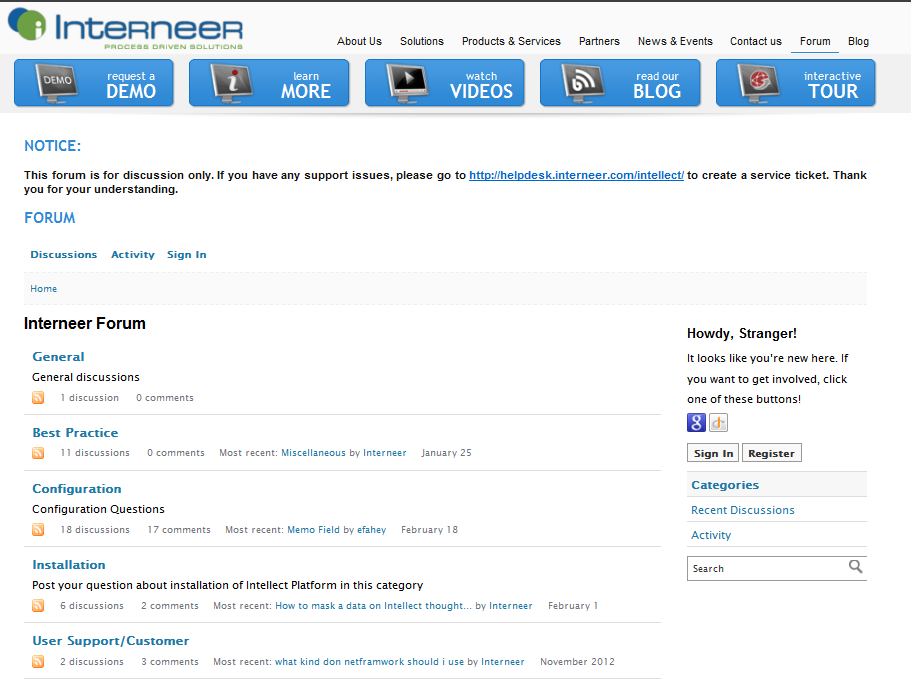 Interneer
PROCESS DRIVEN SOLUTIONS
About Us Solutions Products & Services Partners News & Events Contact us Forum Blog
DEMO request a DEMO
i learn MORE
watch VIDEOS
read our BLOG
interactive TOUR
NOTICE:
This forum is for discussion only. If you have any support issues, please go to http://helpdesk.interneer.com/intellect/ to create a service ticket. Thank
you for your understanding.
FORUM
Discussions Activity Sign In
Home
Interneer Forum
General
General discussions
1 discussion 0 comments
Best Practice
11 discussions 0 comments Most recent: Miscellaneous by Interneer January 25
Configuration
Configuration Questions
18 discussions 17 comments Most recent: Memo Field by efahey February 18
Installation
Post your question about installation of Intellect Platform in this category
6 discussions 2 comments Most recent: How to mask a data on Intellect thought... by Interneer February 1
User Support/Customer
2 discussions 3 comments Most recent: what kind don netframwork should i use by Interneer November 2012
Howdy, Stranger!
It looks like you're new here. If
you want to get involved, click
one of these buttons!
8
Sign In Register
Categories
Recent Discussions
Activity
Search